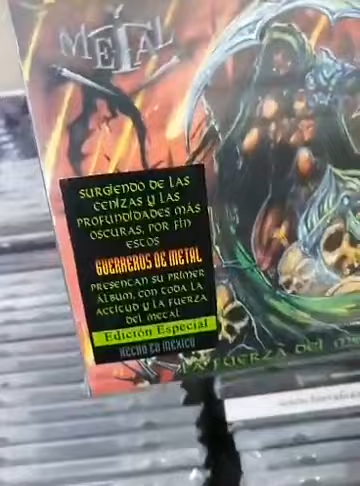 METAL
SURGIENDO DE LAS
CENIZAS Y LAS
PROFUNDIDADES MÁS
OSCURAS, POR FIN
ESTOS
GUERREROS DE METAL
PRESENTAN SU PRIMER
ÁLBUM, CON TODA LA
ACTITUD Y LA FUERZA
DEL METAL
Edición Especial
HECHO EN MÉXICO
LA FUERZA DEL